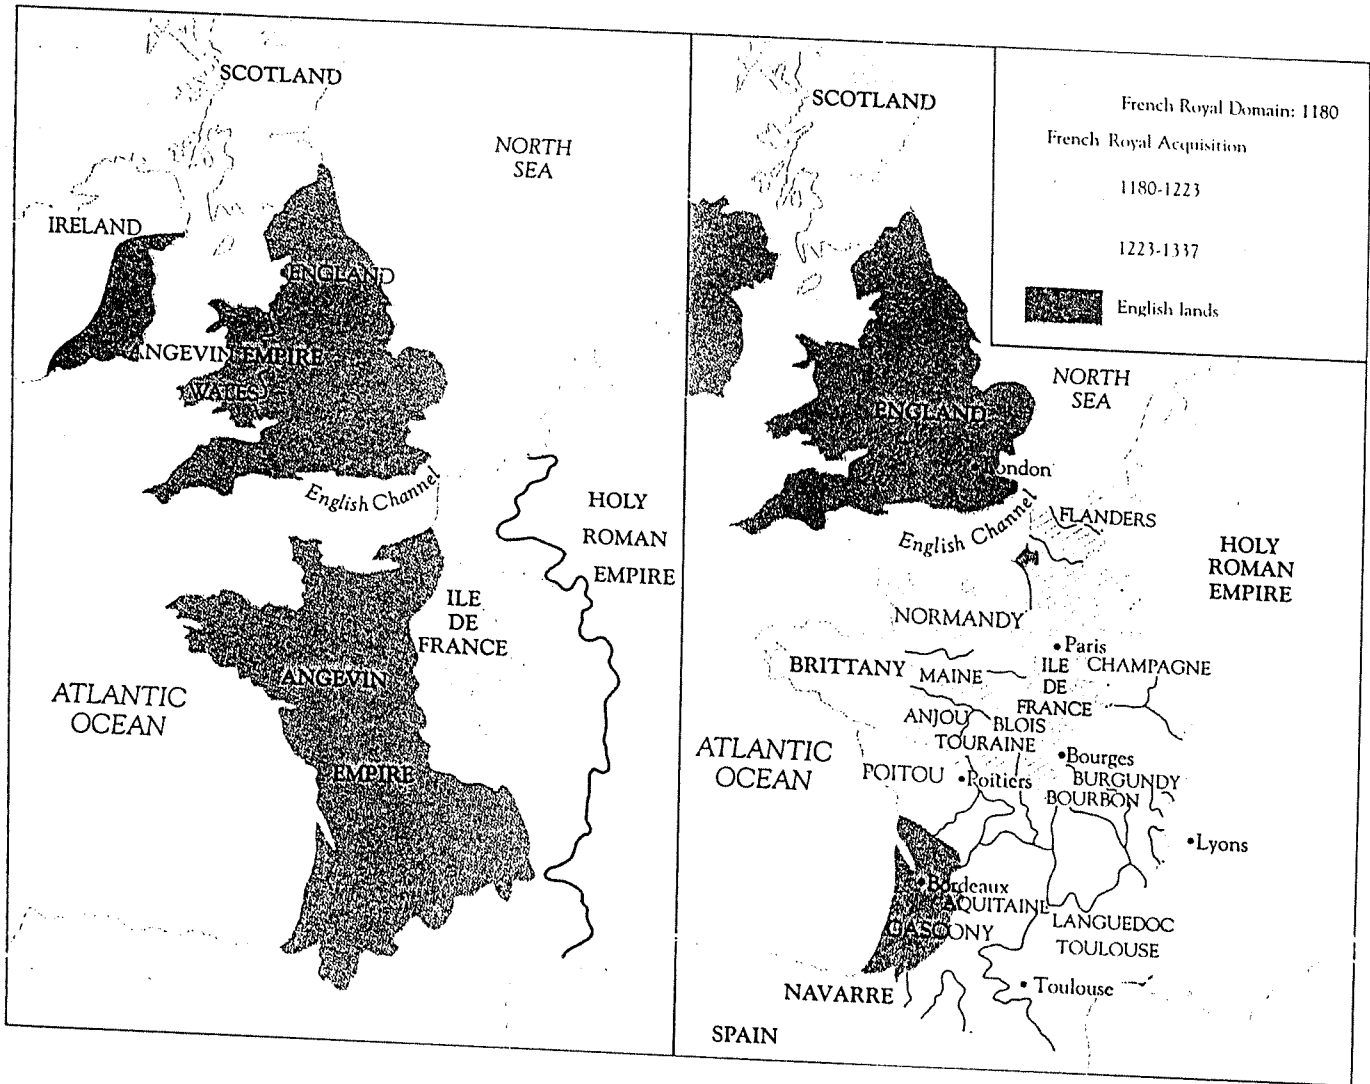 SCOTLAND
NORTH
SEA
IRELAND
ENGLAND
ANGEVIN EMPIRE
WALES
English Channel
HOLY
ROMAN
EMPIRE
ILE
DE
FRANCE
ANGEVIN
EMPIRE
ATLANTIC
OCEAN
SCOTLAND
French Royal Domain: 1180
French Royal Acquisition
1180-1223
1223-1337
English lands
NORTH
SEA
ENGLAND
London
English Channel
FLANDERS
HOLY
ROMAN
EMPIRE
NORMANDY
Paris
BRITTANY
MAINE
ILE
DE
FRANCE
CHAMPAGNE
ANJOU
BLOIS
TOURAINE
ATLANTIC
OCEAN
Bourges
POITOU
Poitiers
BURGUNDY
BOURBON
Lyons
Bordeaux
AQUITAINE
GASCONY
LANGUEDOC
TOULOUSE
Toulouse
NAVARRE
SPAIN